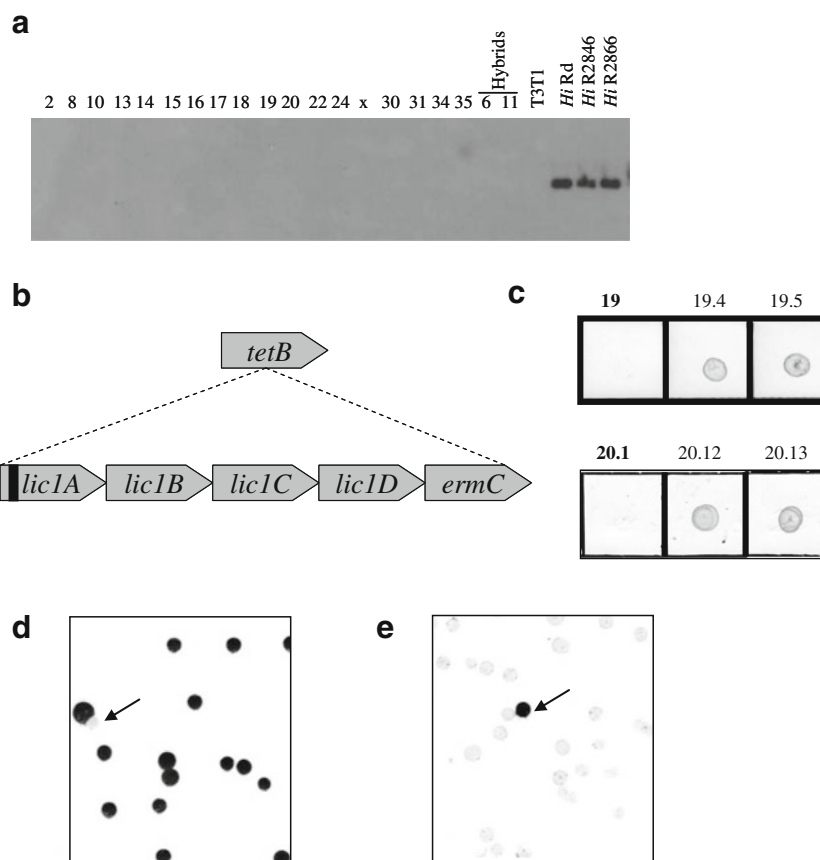 a
2 8 10 13 14 15 16 17 18 19 20 22 24 x 30 31 34 35 6 11 Hybrids T3T1 Hi Rd Hi R2846 Hi R2866
b
tetB
lic1A lic1B lic1C lic1D ermC
c
19 19.4 19.5
20.1 20.12 20.13
d
e